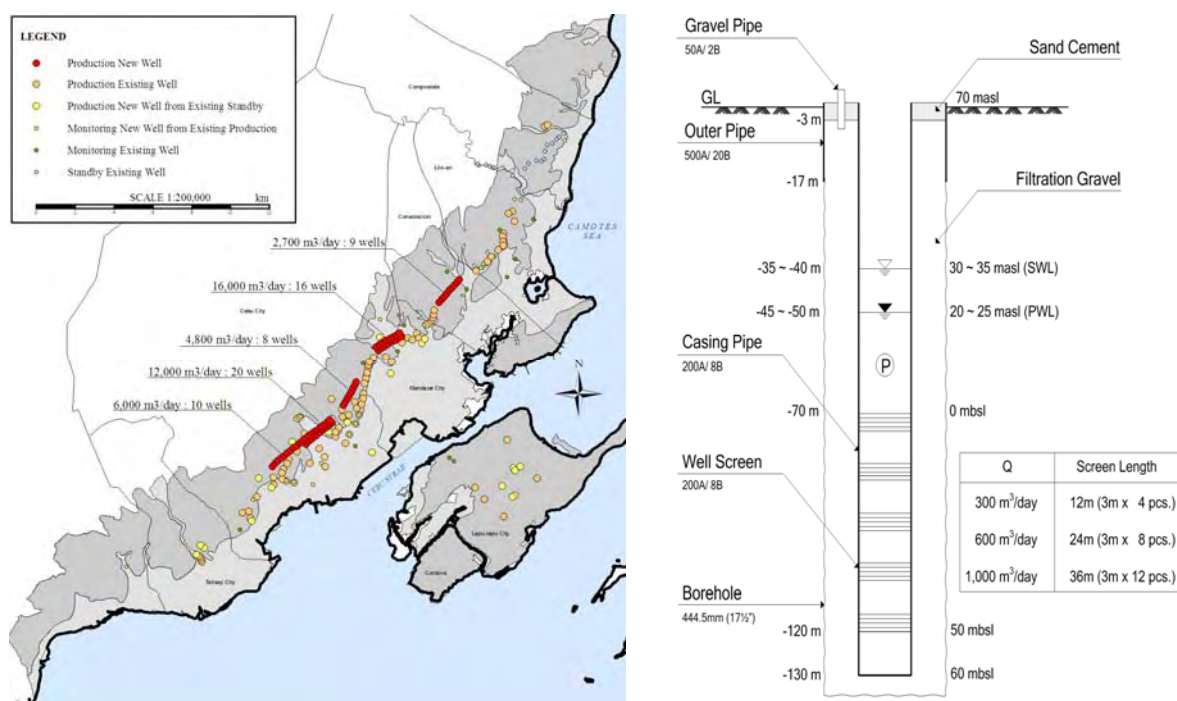 LEGEND
Production New Well
Production Existing Well
Production New Well from Existing Standby
Monitoring New Well from Existing Production
Monitoring Existing Well
Standby Existing Well
SCALE 1:200,000 km
Compostela
Lilo-an
Consolacion
CAMOTES
SEA
2,700 m3/day : 9 wells
16,000 m3/day : 16 wells
Cebu City
4,800 m3/day : 8 wells
12,000 m3/day : 20 wells
6,000 m3/day : 10 wells
Mandaue City
N
Lapu-lapu City
Cordova
Talisay City
Gravel Pipe
50A/ 2B
Sand Cement
GL
70 masl
-3 m
Outer Pipe
500A/ 20B
-17 m
Filtration Gravel
-35 ~ -40 m
30 ~ 35 masl (SWL)
-45 ~ -50 m
20 ~ 25 masl (PWL)
Casing Pipe
200A/ 8B
P
-70 m
0 mbsl
Well Screen
200A/ 8B
Q Screen Length
300 m³/day 12m (3m x 4 pcs.)
600 m³/day 24m (3m x 8 pcs.)
1,000 m³/day 36m (3m x 12 pcs.)
Borehole
444.5mm (17½")
-120 m
50 mbsl
-130 m
60 mbsl